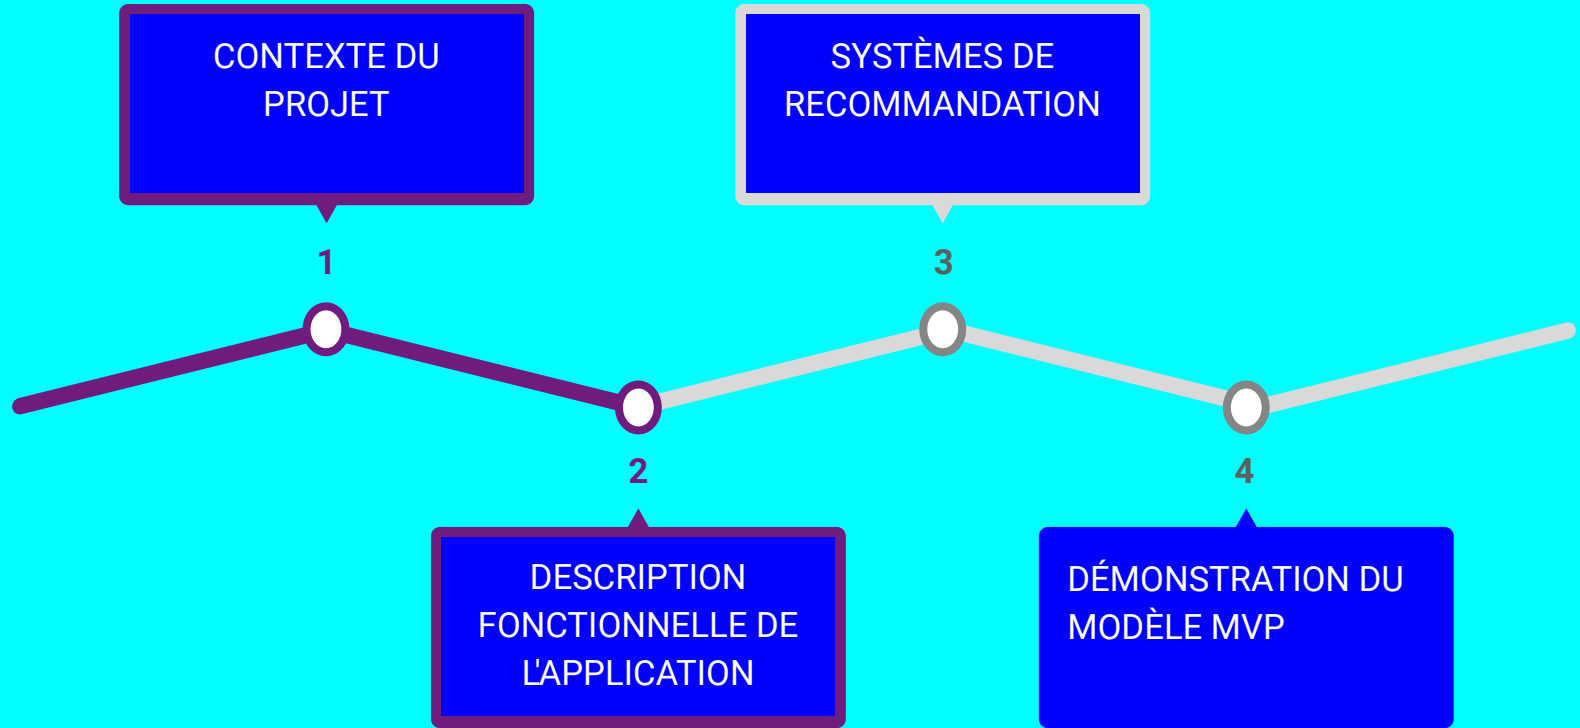 CONTEXTE DU
PROJET
1
DESCRIPTION
FONCTIONNELLE DE
L'APPLICATION
2
SYSTÈMES DE
RECOMMANDATION
3
DÉMONSTRATION DU
MODÈLE MVP
4